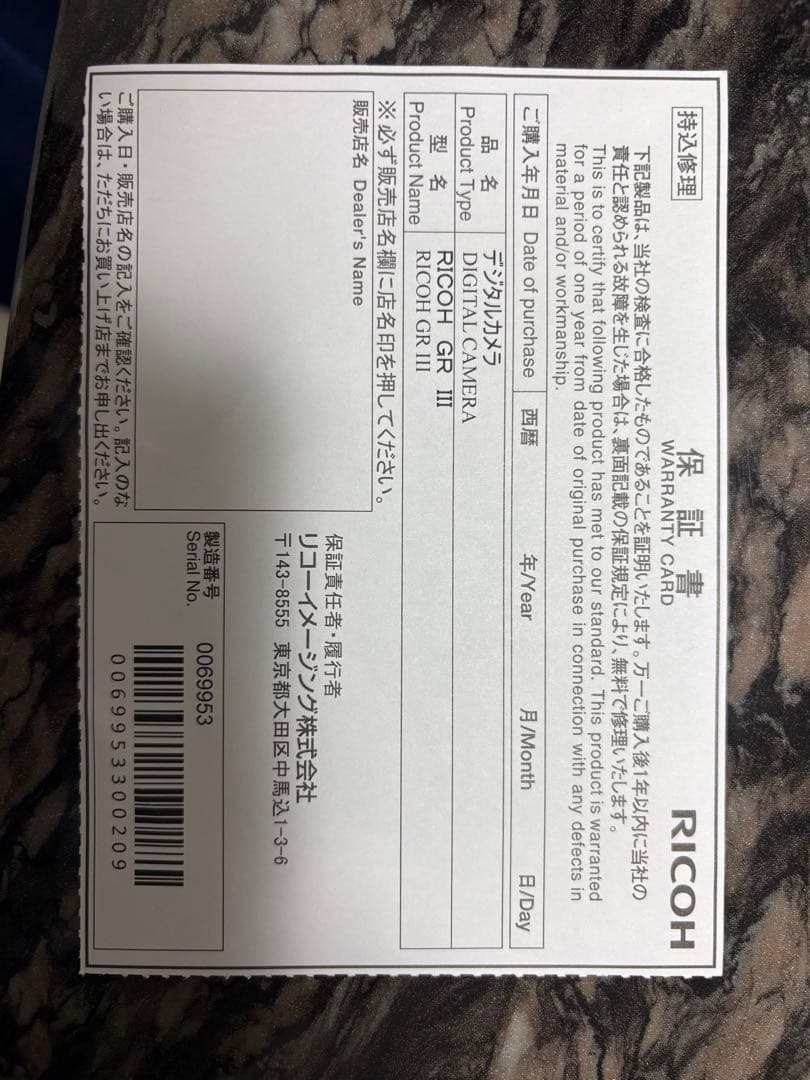 持込修理
保証書
WARRANTY CARD
RICOH
下記製品は、当社の検査に合格したものであることを証明いたします。万一ご購入後1年以内に当社の
責任と認められる故障を生じた場合は、裏面記載の保証規定により、無料で修理いたします。
This is to certify that following product has met to our standard. This product is warranted
for a period of one year from date of original purchase in connection with any defects in
material and/or workmanship.
ご購入年月日 Date of purchase 西暦 年/Year 月/Month 日/Day
品名 デジタルカメラ
Product Type DIGITAL CAMERA
型名 RICOH GR III
Product Name RICOH GR III
※必ず販売店名欄に店名印を押してください。
販売店名 Dealer's Name
ご購入日・販売店名の記入をご確認ください。記入のな
い場合は、ただちにお買い上げ店までお申し出ください。
保証責任者・履行者
リコーイメージング株式会社
〒143-8555 東京都大田区中馬込1-3-6
製造番号 0069953
Serial No.
0069953300209